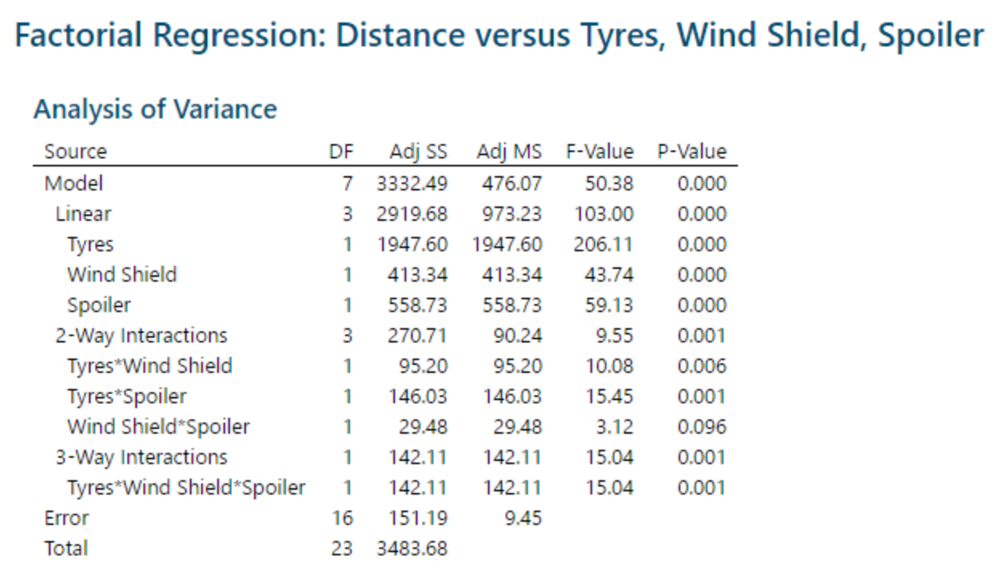 Factorial Regression: Distance versus Tyres, Wind Shield, Spoiler
Analysis of Variance
Source DF Adj SS Adj MS F-Value P-Value
Model 7 3332.49 476.07 50.38 0.000
Linear 3 2919.68 973.23 103.00 0.000
Tyres 1 1947.60 1947.60 206.11 0.000
Wind Shield 1 413.34 413.34 43.74 0.000
Spoiler 1 558.73 558.73 59.13 0.000
2-Way Interactions 3 270.71 90.24 9.55 0.001
Tyres*Wind Shield 1 95.20 95.20 10.08 0.006
Tyres*Spoiler 1 146.03 146.03 15.45 0.001
Wind Shield*Spoiler 1 29.48 29.48 3.12 0.096
3-Way Interactions 1 142.11 142.11 15.04 0.001
Tyres*Wind Shield*Spoiler 1 142.11 142.11 15.04 0.001
Error 16 151.19 9.45
Total 23 3483.68